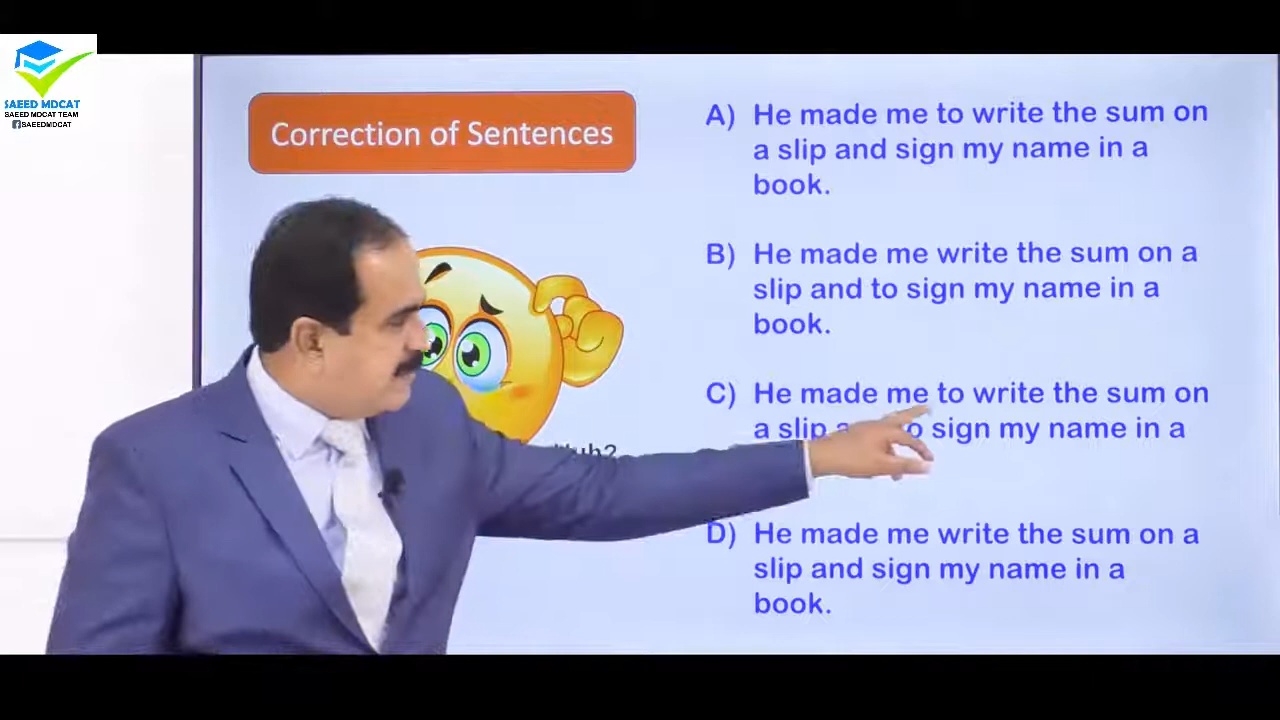 SAEED MDCAT
SAEED MDCAT TEAM
SAEEDMDCAT
Correction of Sentences
A) He made me to write the sum on
a slip and sign my name in a
book.
B) He made me write the sum on a
slip and to sign my name in a
book.
C) He made me to write the sum on
a slip sign my name in a
D) He made me write the sum on a
slip and sign my name in a
book.